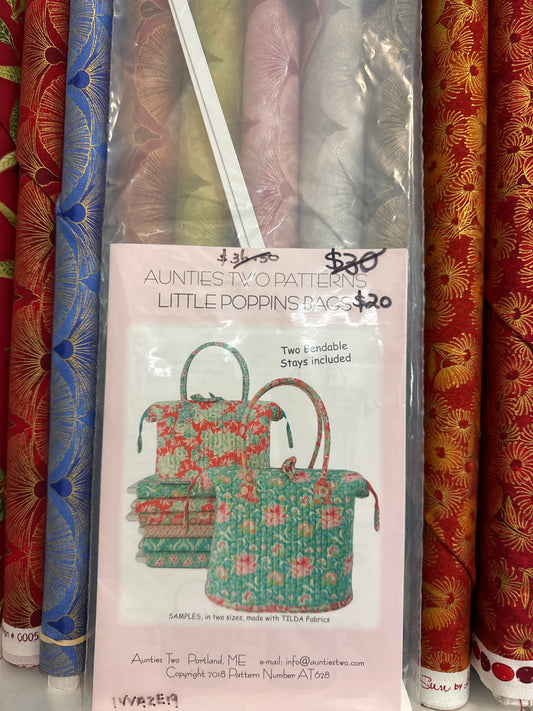 $36.50
$30
AUNTIES TWO PATTERNS
LITTLE POPPINS BAGS $20
Two Bendable
Stays included
SAMPLES, in two sizes, made with TILDA Fabrics
Aunties Two Portland, ME e-mail: info@auntiestwo.com
Copyright 2018 Pattern Number AT628
# 0005